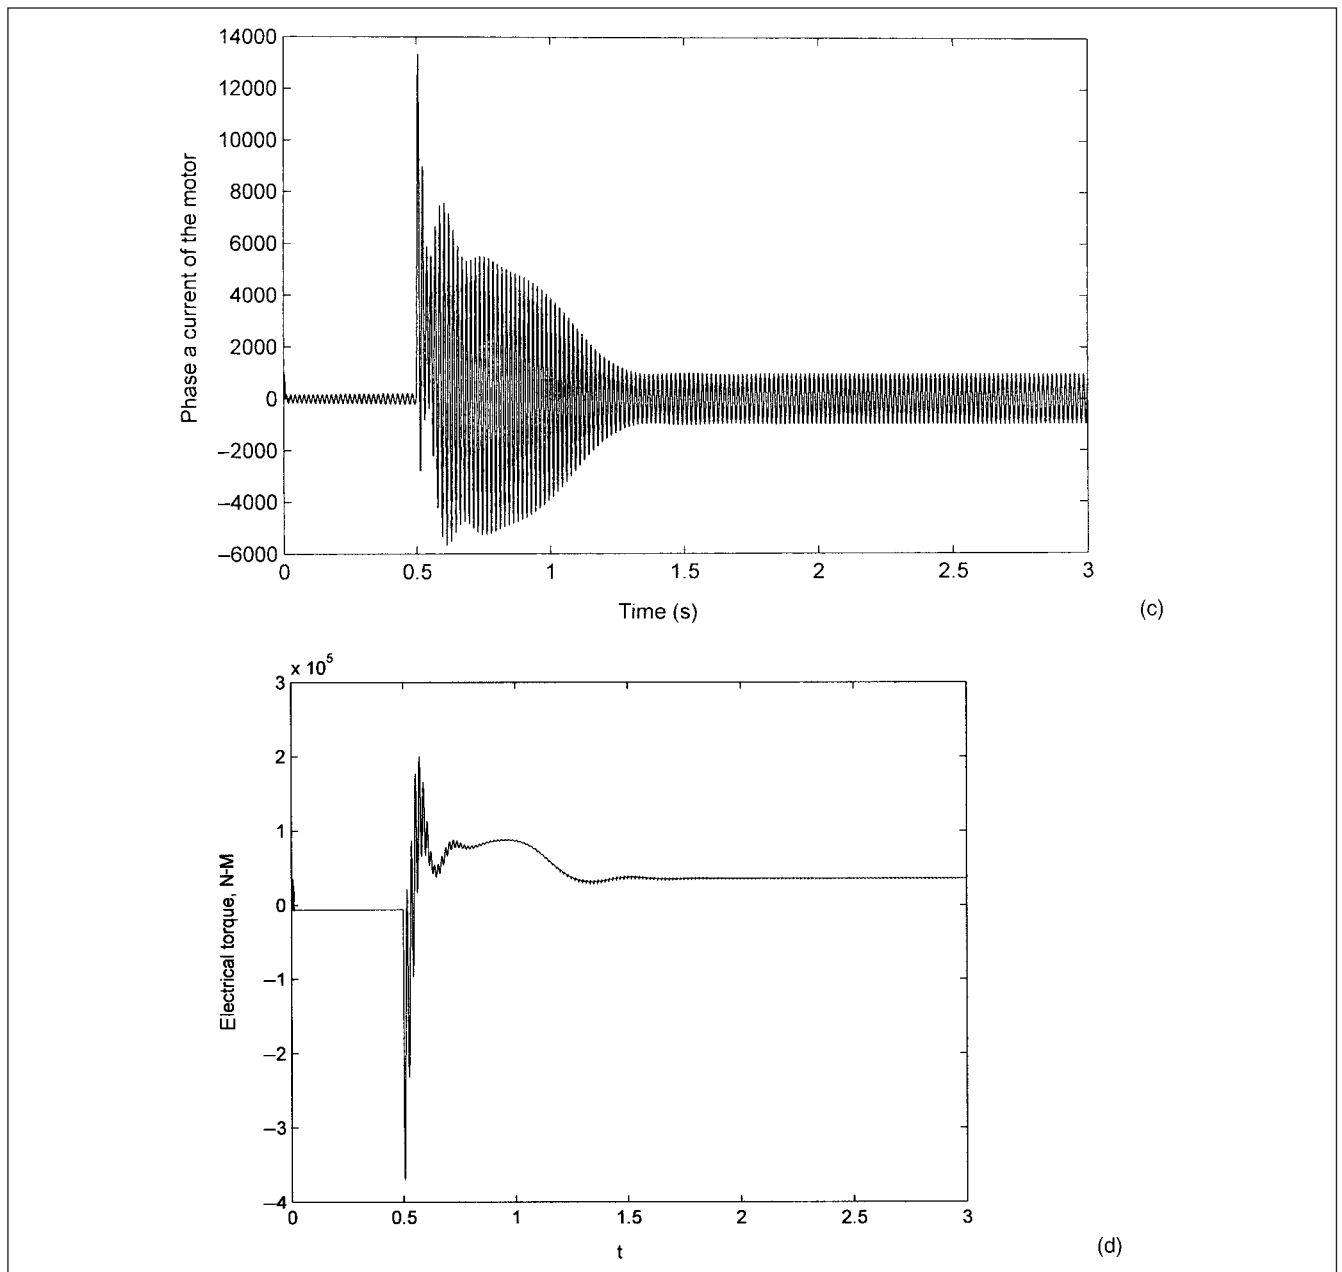 14000
12000
10000
8000
6000
4000
2000
0
−2000
−4000
−6000
Phase a current of the motor
0 0.5 1 1.5 2 2.5 3
Time (s)
(c)
x 10^5
3
2
1
0
−1
−2
−3
−4
Electrical torque, N-M
0 0.5 1 1.5 2 2.5 3
t
(d)